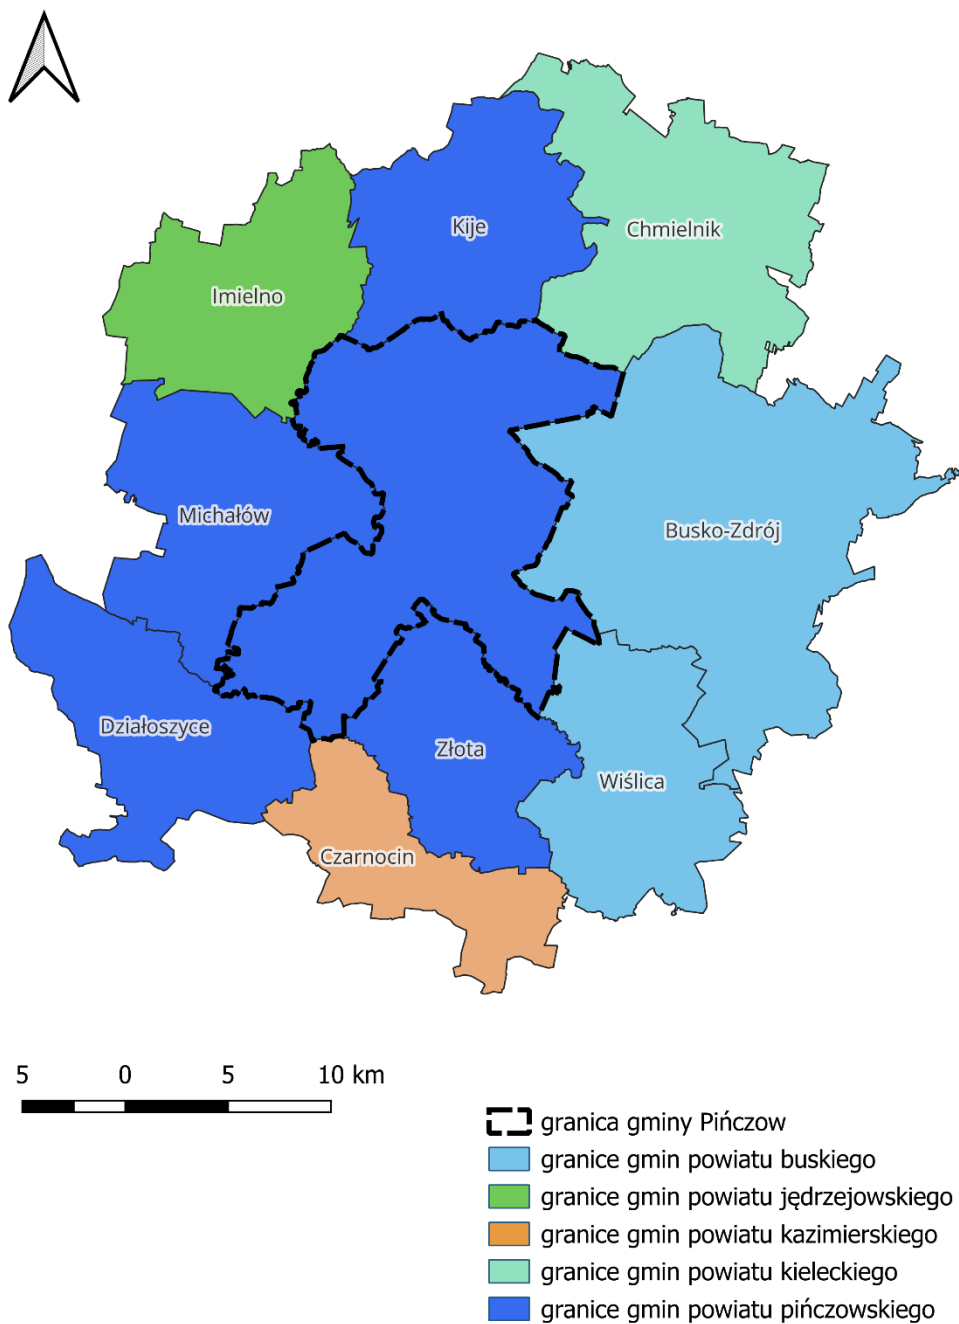 Kije
Chmielnik
Imielno
Michałów
Busko-Zdrój
Działoszyce
Złota
Wiślica
Czarnocin
5 0 5 10 km
granica gminy Pińczow
granice gmin powiatu buskiego
granice gmin powiatu jędrzejowskiego
granice gmin powiatu kazimierskiego
granice gmin powiatu kieleckiego
granice gmin powiatu pińczowskiego